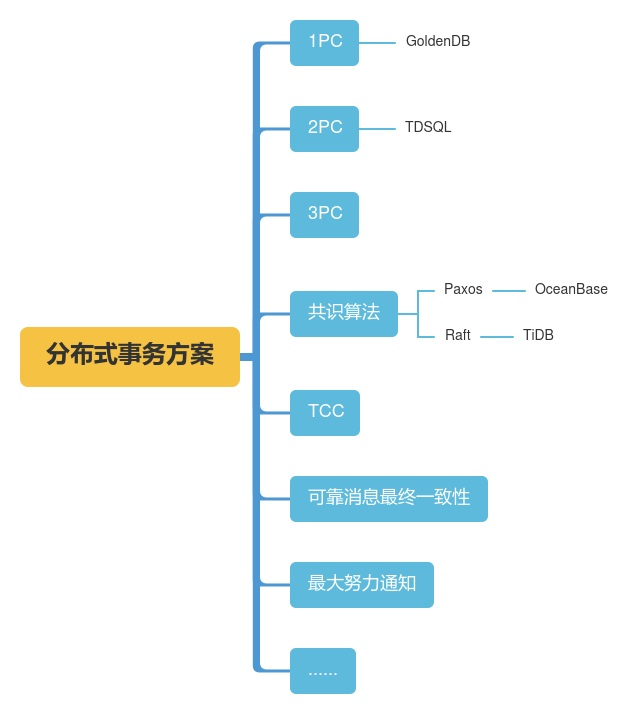 1PC
GoldenDB
2PC
TDSQL
3PC
共识算法
Paxos
OceanBase
Raft
TiDB
分布式事务方案
TCC
可靠消息最终一致性
最大努力通知
......